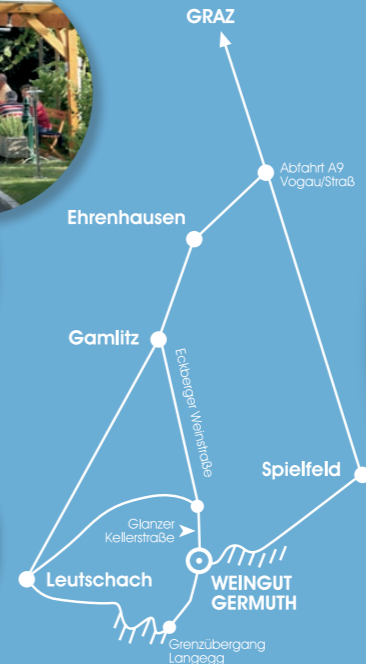 GRAZ
Abfahrt A9
Vogau/Straß
Ehrenhausen
Gamlitz
Eckberger Weinstraße
Spielfeld
Glanzer
Kellerstraße
Leutschach
WEINGUT
GERMUTH
Grenzübergang
Langegg